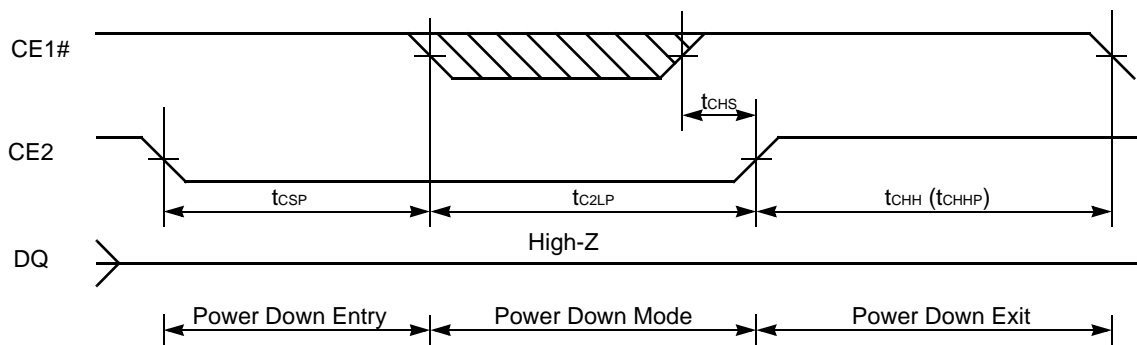 CE1#
tCHS
CE2
tCSP
tC2LP
tCHH (tCHHP)
High-Z
DQ
Power Down Entry
Power Down Mode
Power Down Exit